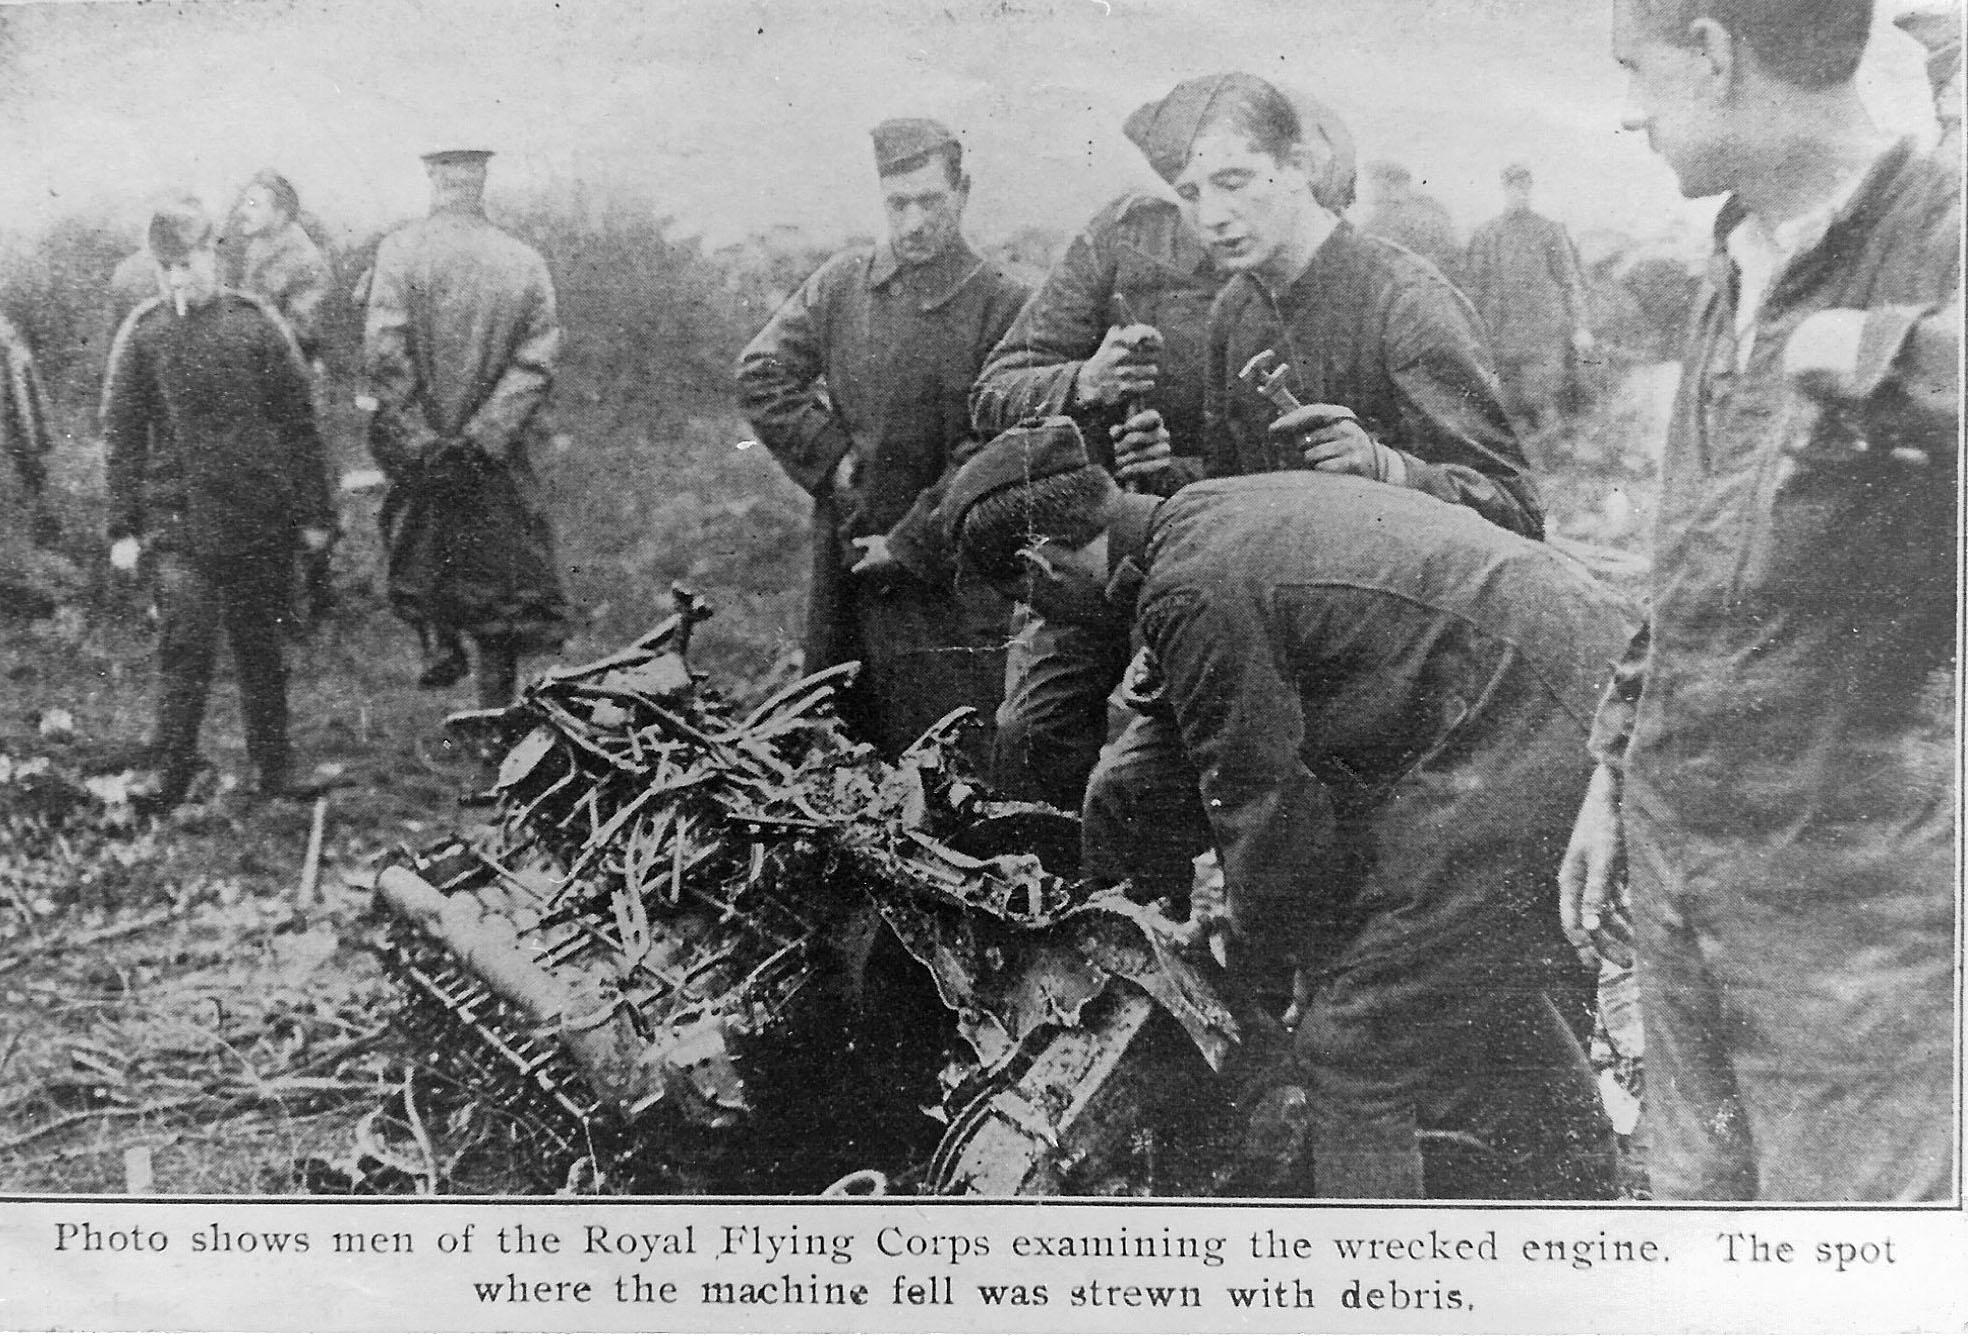 Photo shows men of the Royal Flying Corps examining the wrecked engine. The spot
where the machine fell was strewn with debris.